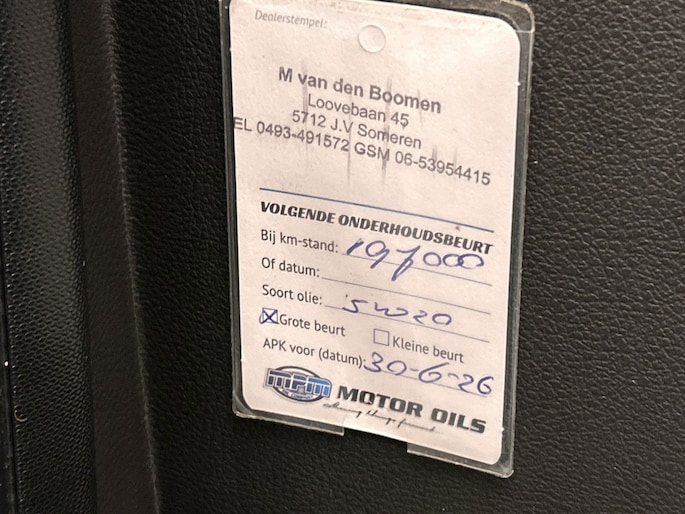 Dealerstempel:
M van den Boomen
Loovebaan 45
5712 J.V Someren
EL 0493-491572 GSM 06-53954415
VOLGENDE ONDERHOUDSBEURT
Bij km-stand: 197000
Of datum:
Soort olie: 5w20
Grote beurt Kleine beurt
APK voor (datum): 30-6-26
MPM MOTOR OILS